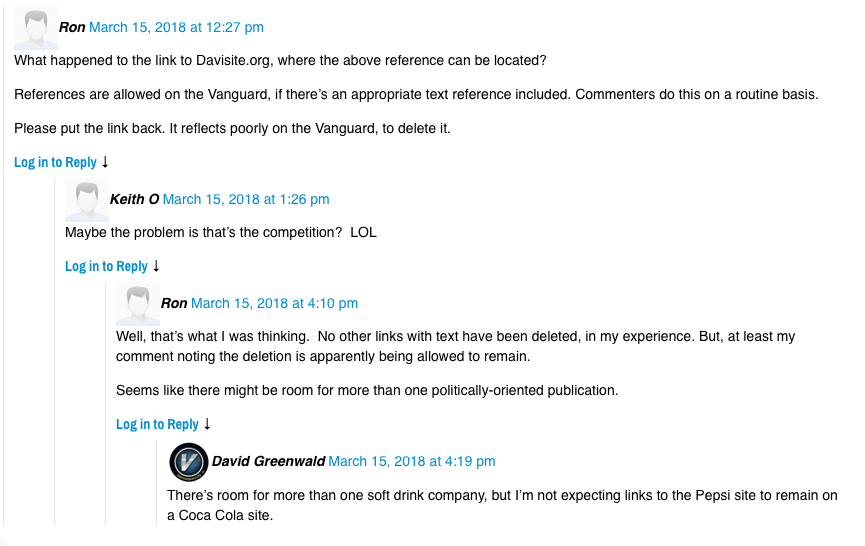 Ron March 15, 2018 at 12:27 pm
What happened to the link to Davisite.org, where the above reference can be located?
References are allowed on the Vanguard, if there's an appropriate text reference included. Commenters do this on a routine basis.
Please put the link back. It reflects poorly on the Vanguard, to delete it.
Log in to Reply ↓
Keith O March 15, 2018 at 1:26 pm
Maybe the problem is that's the competition?  LOL
Log in to Reply ↓
Ron March 15, 2018 at 4:10 pm
Well, that's what I was thinking.  No other links with text have been deleted, in my experience. But, at least my
comment noting the deletion is apparently being allowed to remain.
Seems like there might be room for more than one politically-oriented publication.
Log in to Reply ↓
David Greenwald March 15, 2018 at 4:19 pm
There's room for more than one soft drink company, but I'm not expecting links to the Pepsi site to remain on
a Coca Cola site.